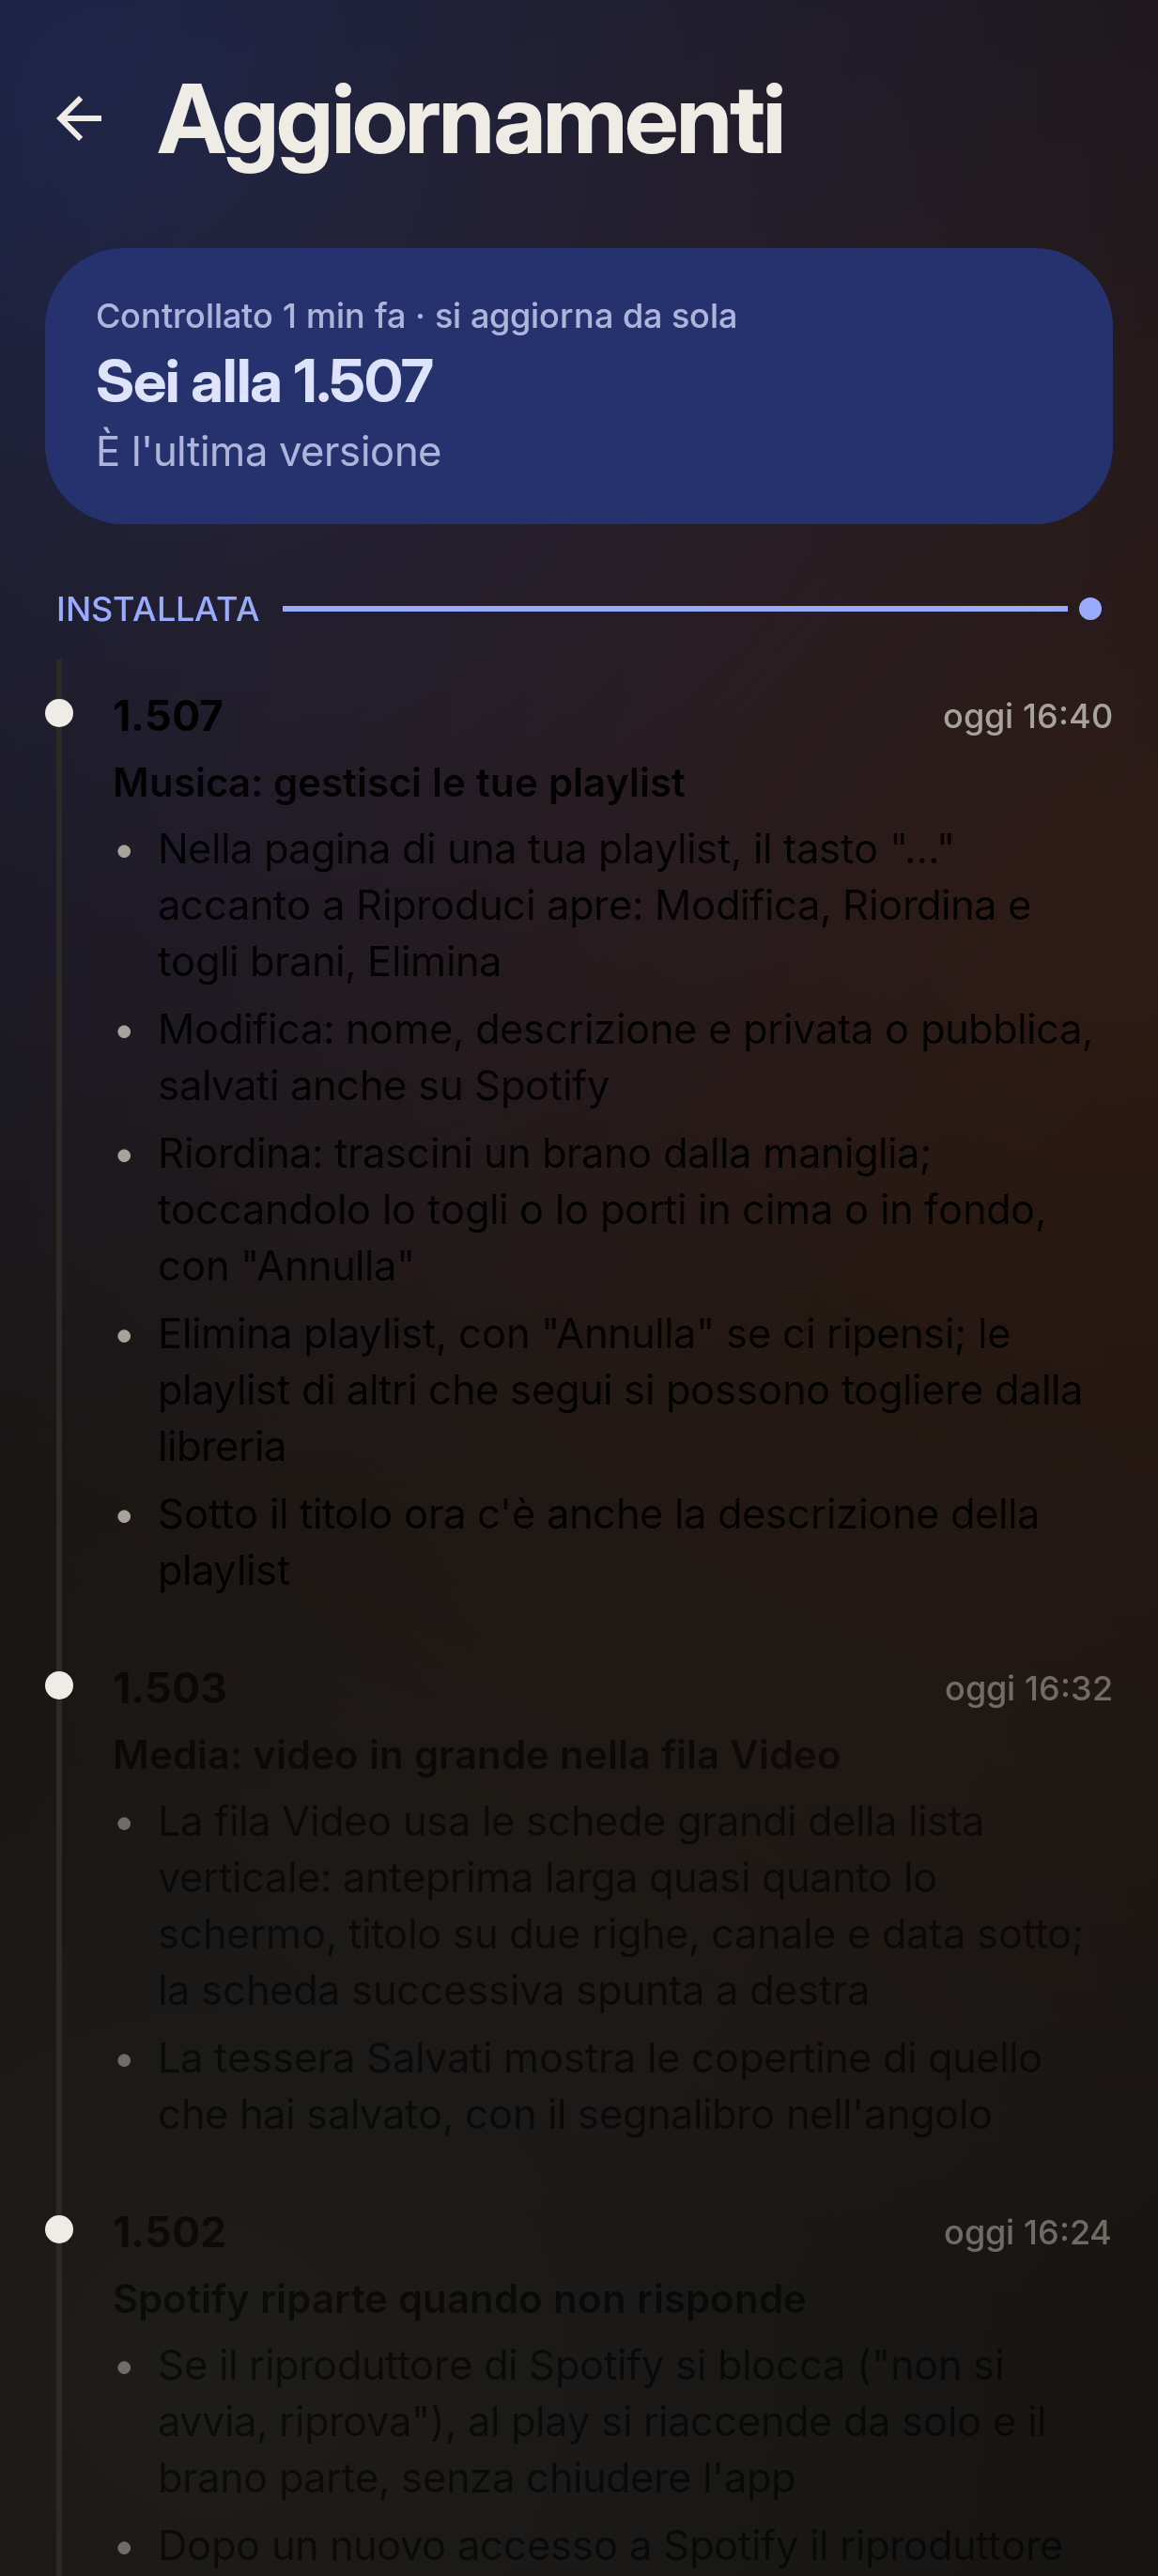 Aggiornamenti
Controllato 1 min fa · si aggiorna da sola
Sei alla 1.507
È l'ultima versione
INSTALLATA
1.507
oggi 16:40
Musica: gestisci le tue playlist
• Nella pagina di una tua playlist, il tasto "..."
accanto a Riproduci apre: Modifica, Riordina e
togli brani, Elimina
• Modifica: nome, descrizione e privata o pubblica,
salvati anche su Spotify
• Riordina: trascini un brano dalla maniglia;
toccandolo lo togli o lo porti in cima o in fondo,
con "Annulla"
• Elimina playlist, con "Annulla" se ci ripensi; le
playlist di altri che segui si possono togliere dalla
libreria
• Sotto il titolo ora c'è anche la descrizione della
playlist
1.503
oggi 16:32
Media: video in grande nella fila Video
• La fila Video usa le schede grandi della lista
verticale: anteprima larga quasi quanto lo
schermo, titolo su due righe, canale e data sotto;
la scheda successiva spunta a destra
• La tessera Salvati mostra le copertine di quello
che hai salvato, con il segnalibro nell'angolo
1.502
oggi 16:24
Spotify riparte quando non risponde
• Se il riproduttore di Spotify si blocca ("non si
avvia, riprova"), al play si riaccende da solo e il
brano parte, senza chiudere l'app
• Dopo un nuovo accesso a Spotify il riproduttore